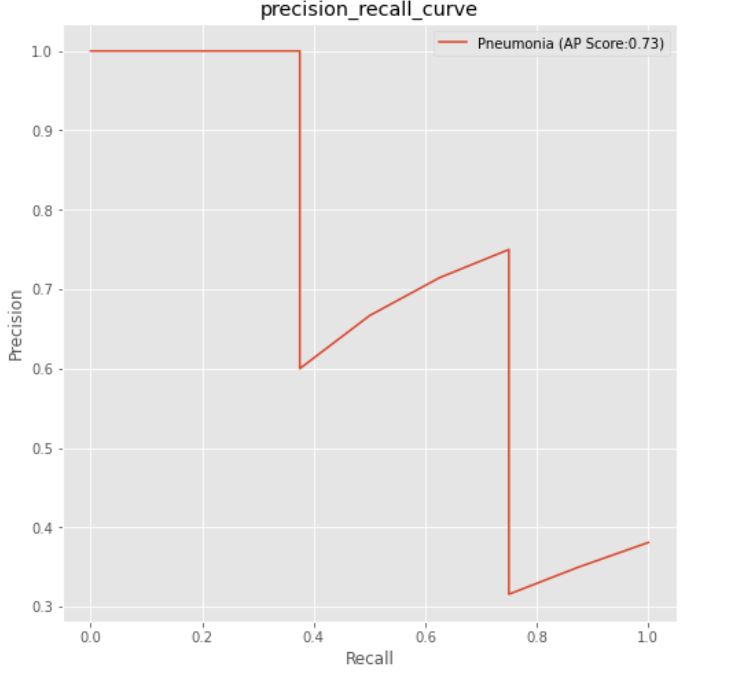 precision_recall_curve
Pneumonia (AP Score:0.73)
1.0
0.9
0.8
0.7
0.6
0.5
0.4
0.3
Precision
0.0 0.2 0.4 0.6 0.8 1.0
Recall